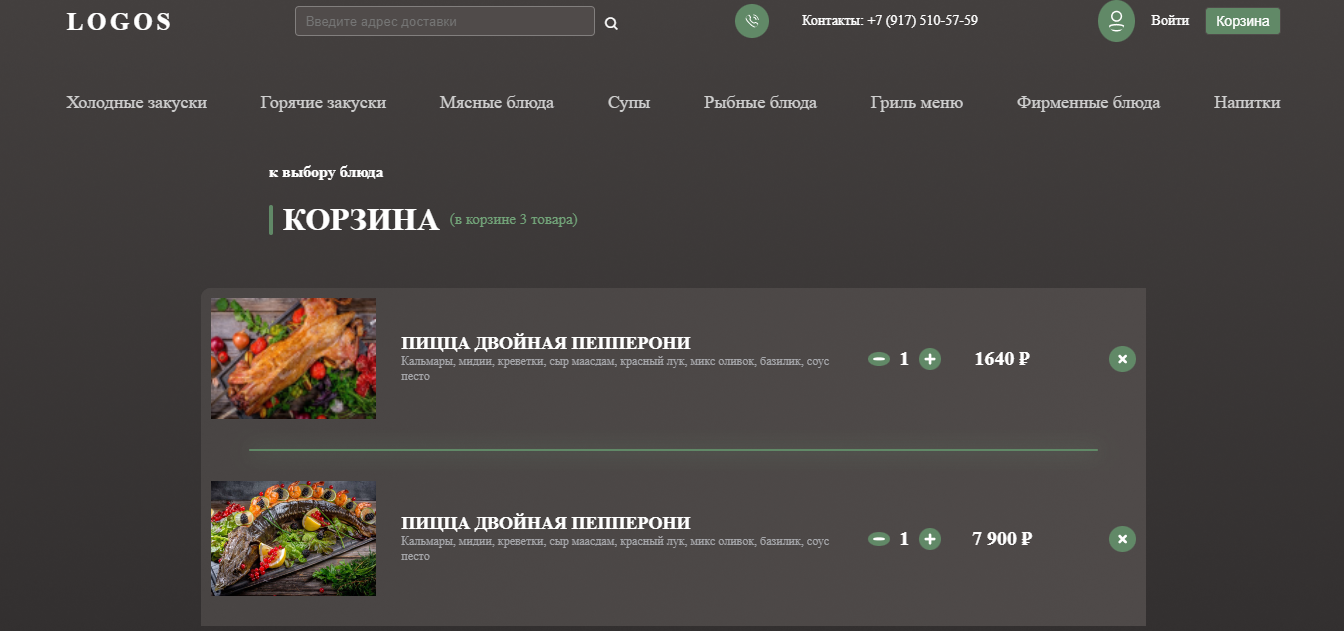 LOGOS
Введите адрес доставки
Контакты: +7 (917) 510-57-59
Войти
Корзина
Холодные закуски Горячие закуски Мясные блюда Супы Рыбные блюда Гриль меню Фирменные блюда Напитки
к выбору блюда
КОРЗИНА (в корзине 3 товара)
ПИЦЦА ДВОЙНАЯ ПЕППЕРОНИ
Кальмары, мидии, креветки, сыр маасдам, красный лук, микс оливок, базилик, соус
песто
1
1640 ₽
ПИЦЦА ДВОЙНАЯ ПЕППЕРОНИ
Кальмары, мидии, креветки, сыр маасдам, красный лук, микс оливок, базилик, соус
песто
1
7 900 ₽